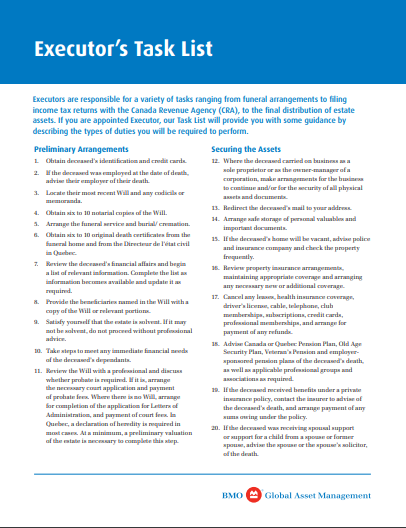 Executor's Task List
Executors are responsible for a variety of tasks ranging from funeral arrangements to filing
income tax returns with the Canada Revenue Agency (CRA), to the final distribution of estate
assets. If you are appointed Executor, our Task List will provide you with some guidance by
describing the types of duties you will be required to perform.
Preliminary Arrangements
1. Obtain deceased's identification and credit cards.
2. If the deceased was employed at the date of death,
advise their employer of their death.
3. Locate their most recent Will and any codicils or
memoranda.
4. Obtain six to 10 notarial copies of the Will.
5. Arrange the funeral service and burial/ cremation.
6. Obtain six to 10 original death certificates from the
funeral home and from the Directeur de l'état civil
in Quebec.
7. Review the deceased's financial affairs and begin
a list of relevant information. Complete the list as
information becomes available and update it as
required.
8. Provide the beneficiaries named in the Will with a
copy of the Will or relevant portions.
9. Satisfy yourself that the estate is solvent. If it may
not be solvent, do not proceed without professional
advice.
10. Take steps to meet any immediate financial needs
of the deceased's dependants.
11. Review the Will with a professional and discuss
whether probate is required. If it is, arrange
the necessary court application and payment
of probate fees. Where there is no Will, arrange
for completion of the application for Letters of
Administration, and payment of court fees. In
Quebec, a declaration of heredity is required in
most cases. At a minimum, a preliminary valuation
of the estate is necessary to complete this step.
Securing the Assets
12. Where the deceased carried on business as a
sole proprietor or as the owner-manager of a
corporation, make arrangements for the business
to continue and/or for the security of all physical
assets and documents.
13. Redirect the deceased's mail to your address.
14. Arrange safe storage of personal valuables and
important documents.
15. If the deceased's home will be vacant, advise police
and insurance company and check the property
frequently.
16. Review property insurance arrangements,
maintaining appropriate coverage and arranging
any necessary new or additional coverage.
17. Cancel any leases, health insurance coverage,
driver's license, cable, telephone, club
memberships, subscriptions, credit cards,
professional memberships, and arrange for
payment of any refunds.
18. Advise Canada or Quebec Pension Plan, Old Age
Security Plan, Veteran's Pension and employer-
sponsored pension plans of the deceased's death,
as well as applicable professional groups and
associations as required.
19. If the deceased received benefits under a private
insurance policy, contact the insurer to advise of
the deceased's death, and arrange payment of any
sums owing under the policy.
20. If the deceased was receiving spousal support
or support for a child from a spouse or former
spouse, advise the spouse or the spouse's solicitor,
of the death.
BMO Global Asset Management